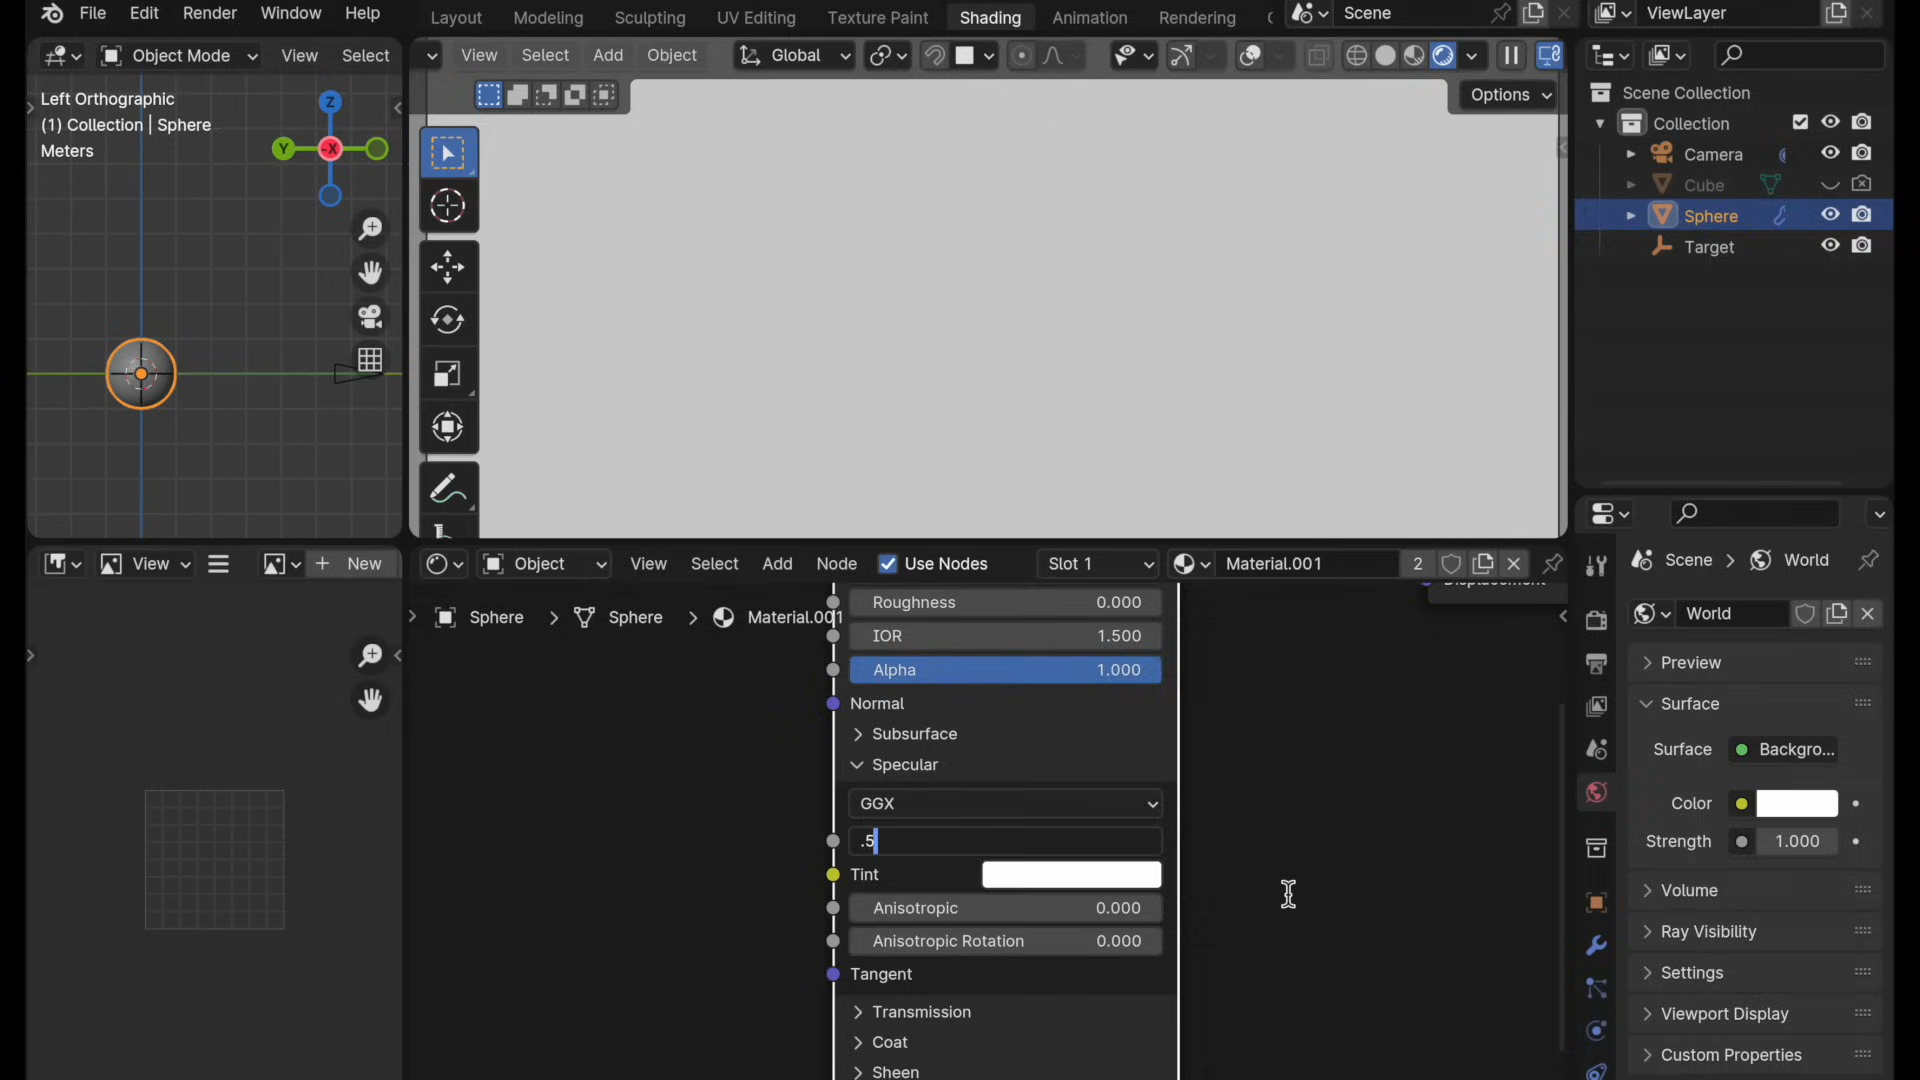 File Edit Render Window Help
Layout Modeling Sculpting UV Editing Texture Paint Shading Animation Rendering
Scene
ViewLayer
Object Mode View Select
View Select Add Object Global
Options
Left Orthographic
(1) Collection | Sphere
Meters
Z
Y -X
Scene Collection
Collection
Camera
Cube
Sphere
Target
View New
Object View Select Add Node Use Nodes Slot 1 Material.001 2
Sphere Sphere Material.001
Displacement
Roughness 0.000
IOR 1.500
Alpha 1.000
Normal
Subsurface
Specular
GGX
.5
Tint
Anisotropic 0.000
Anisotropic Rotation 0.000
Tangent
Transmission
Coat
Sheen
Scene World
World
Preview
Surface
Surface Backgro...
Color
Strength 1.000
Volume
Ray Visibility
Settings
Viewport Display
Custom Properties